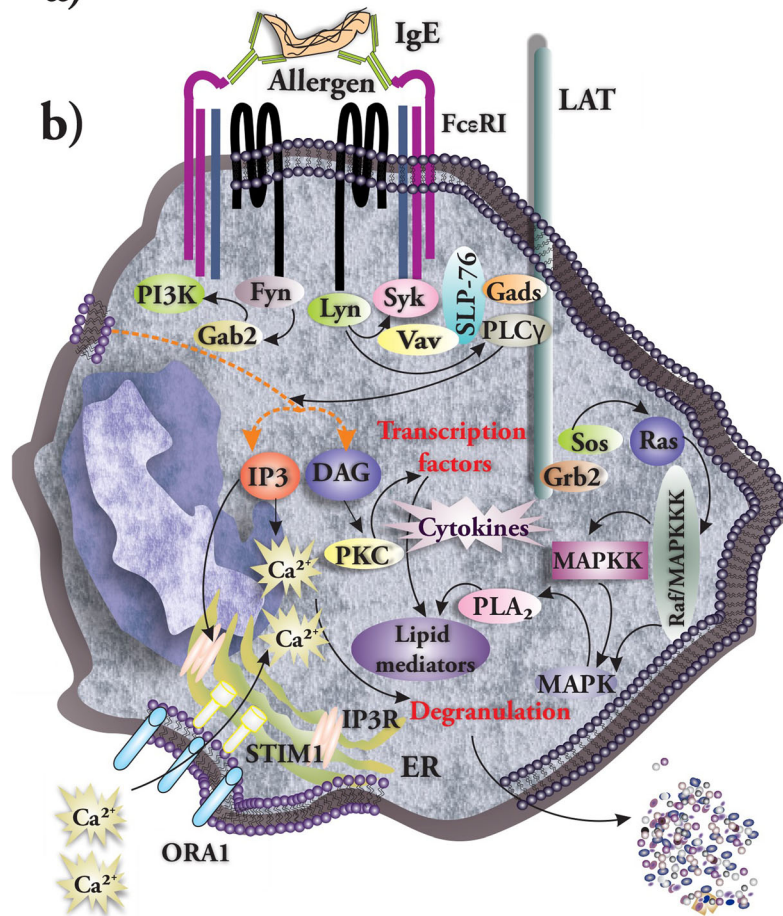 IgE
Allergen
LAT
b)
FcεRI
SLP-76
PI3K
Fyn
Lyn
Syk
Gads
Gab2
Vav
PLCγ
Transcription
factors
Sos
Ras
IP3
DAG
Grb2
Cytokines
PKC
MAPKK
Raf/MAPKKK
Ca²⁺
PLA₂
Ca²⁺
Lipid
mediators
MAPK
IP3R
Degranulation
STIM1
ER
Ca²⁺
ORA1
Ca²⁺